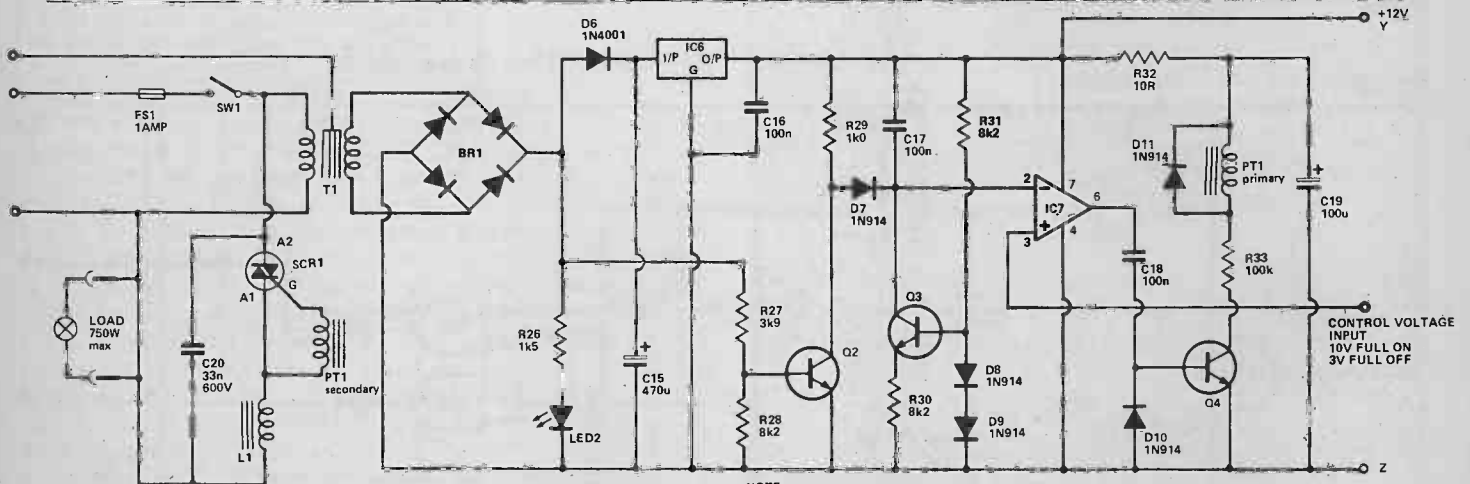 +12V
Y
D6
1N4001
IC6
1/P
O/P
G
R32
10R
FS1
1AMP
SW1
T1
BR1
C16
100n
R29
1k0
C17
100n
R31
8k2
D11
1N914
PT1
primary
C19
100u
+
D7
1N914
2
-
7
IC7
6
+
3
4
C18
100n
R33
100k
A2
SCR1
A1
G
LOAD
750W
max
C20
33n
600V
PT1
secondary
L1
R26
1k5
LED2
+
C15
470u
R27
3k9
R28
8k2
Q2
Q3
R30
8k2
D8
1N914
D9
1N914
D10
1N914
Q4
CONTROL VOLTAGE
INPUT
10V FULL ON
3V FULL OFF
Z